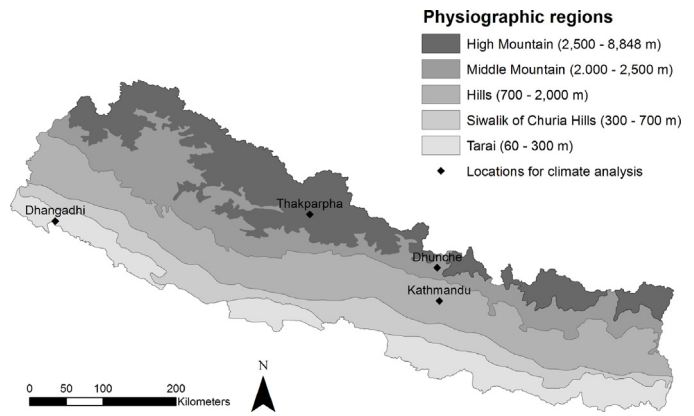 Physiographic regions
High Mountain (2,500 - 8,848 m)
Middle Mountain (2.000 - 2,500 m)
Hills (700 - 2,000 m)
Siwalik of Churia Hills (300 - 700 m)
Tarai (60 - 300 m)
Locations for climate analysis
Thakparpha
Dhangadhi
Dhunche
Kathmandu
N
0 50 100 200
Kilometers